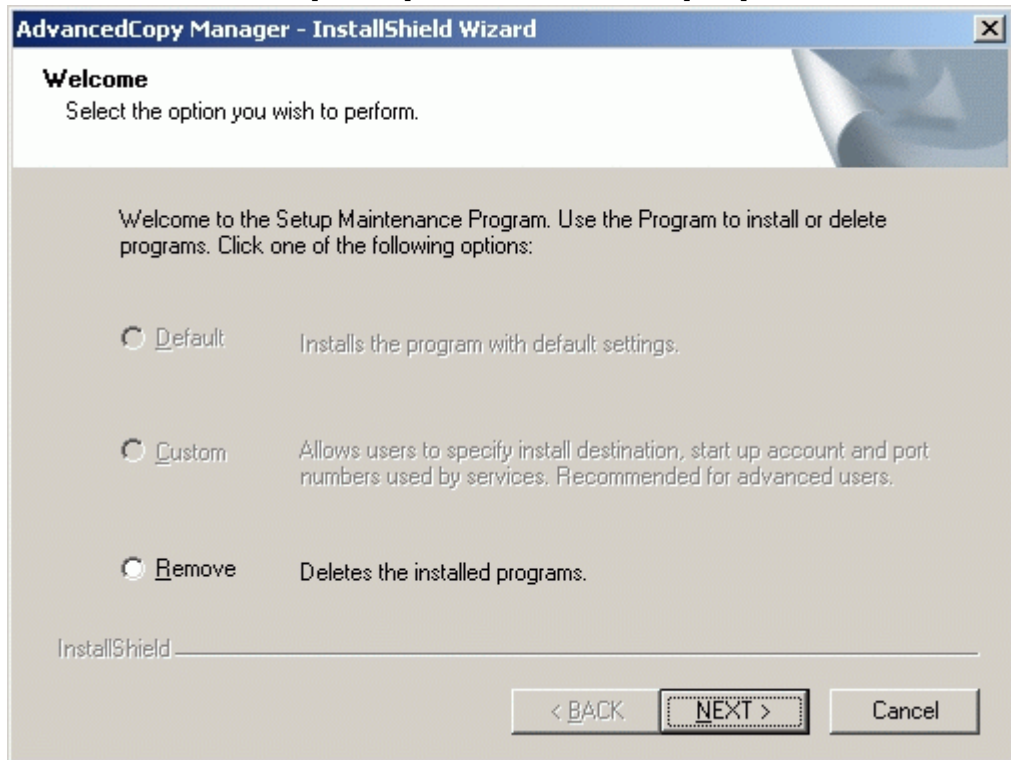 AdvancedCopy Manager - InstallShield Wizard
Welcome
Select the option you wish to perform.
Welcome to the Setup Maintenance Program. Use the Program to install or delete
programs. Click one of the following options:
Default Installs the program with default settings.
Custom Allows users to specify install destination, start up account and port
numbers used by services. Recommended for advanced users.
Remove Deletes the installed programs.
InstallShield
< BACK NEXT > Cancel